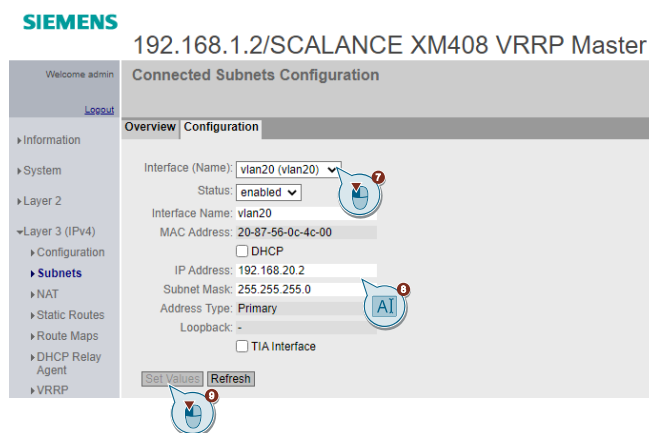 SIEMENS
192.168.1.2/SCALANCE XM408 VRRP Master
Welcome admin
Logout
Connected Subnets Configuration
Overview Configuration
▸Information
▸System
▸Layer 2
▾Layer 3 (IPv4)
▸Configuration
▸Subnets
▸NAT
▸Static Routes
▸Route Maps
▸DHCP Relay
Agent
▸VRRP
Interface (Name): vlan20 (vlan20)
7
Status: enabled
Interface Name: vlan20
MAC Address: 20-87-56-0c-4c-00
DHCP
IP Address: 192.168.20.2
Subnet Mask: 255.255.255.0
8
AI
Address Type: Primary
Loopback: -
TIA Interface
Set Values Refresh
9